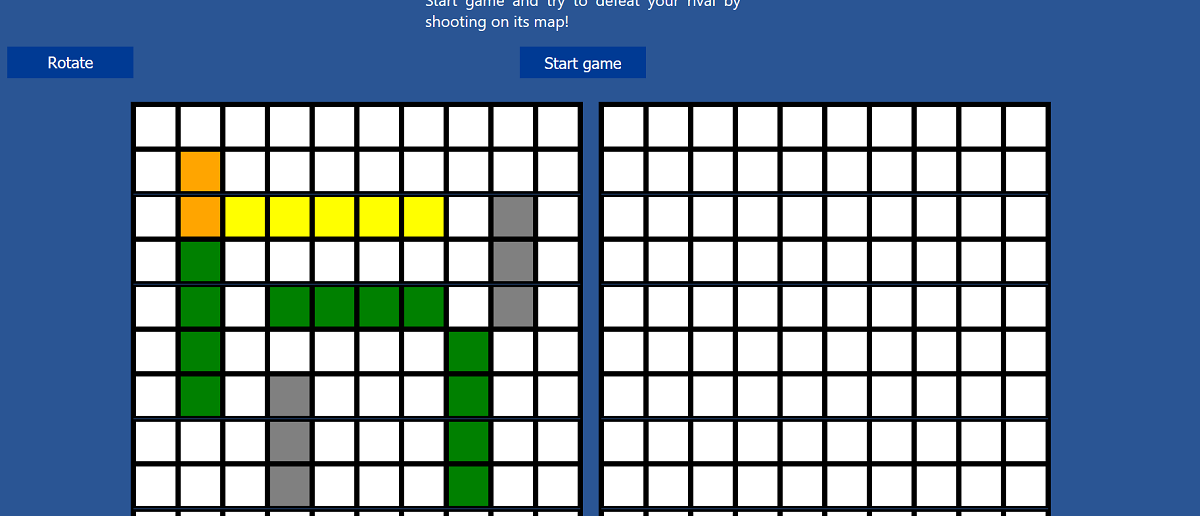 Start game and try to defeat your rival by
shooting on its map!
Rotate
Start game